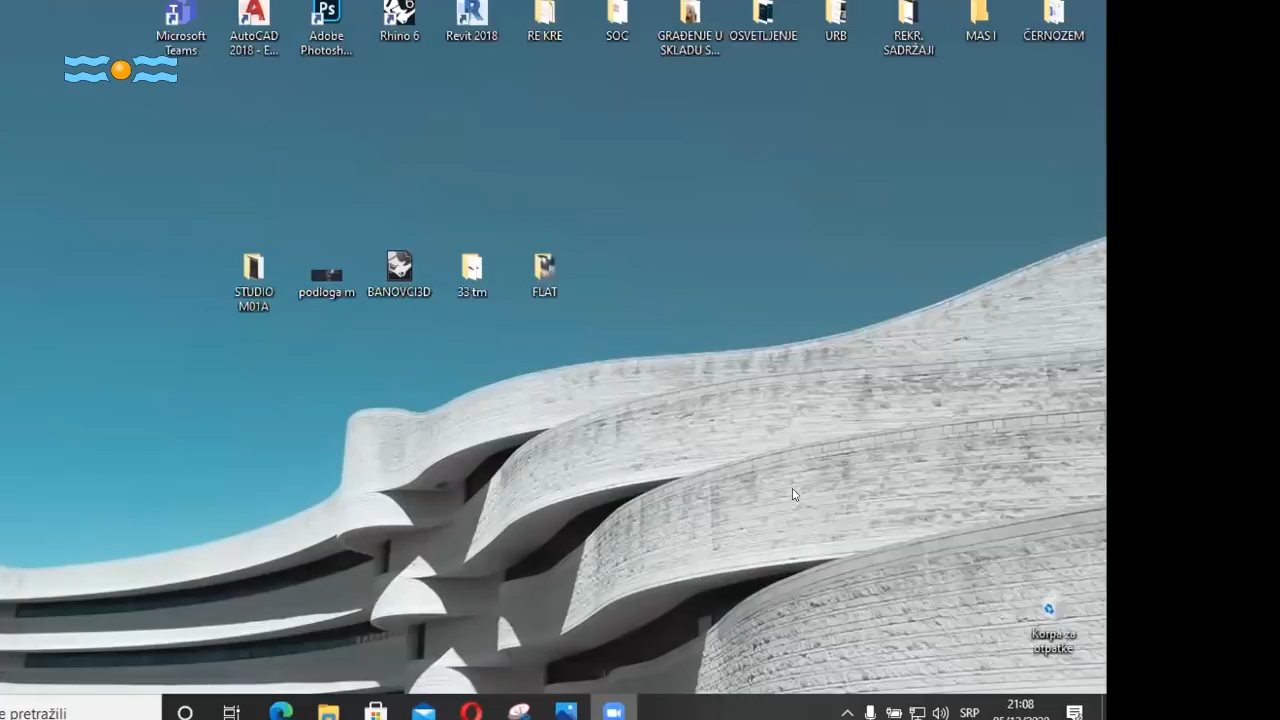 Microsoft Teams
AutoCAD 2018 - E...
Adobe Photosh...
Rhino 6
Revit 2018
RE KRE
SOC
GRAĐENJE U SKLADU S...
OSVETLJENJE
URB
REKR. SADRŽAJI
MAS I
ČERNOZEM
STUDIO M01A
podloga m
BANOVCI3D
33 tm
FLAT
Korpa za otpatke
e pretražili
SRP
21:08